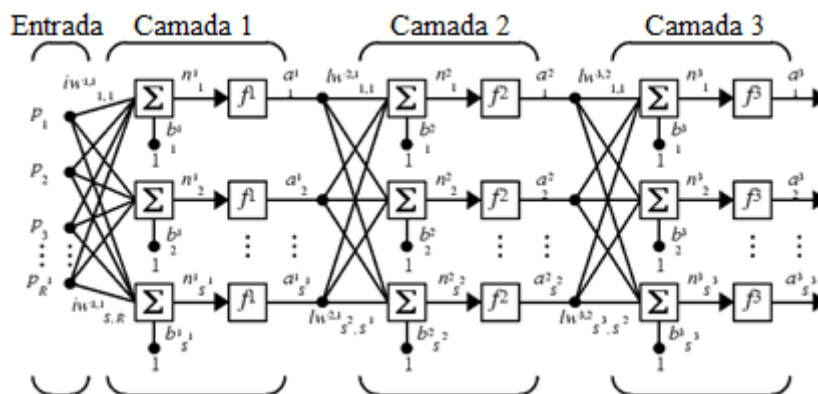 Entrada Camada 1 Camada 2 Camada 3
iw¹,¹ 1,1 n¹ 1 a¹ 1 lw²,¹ 1,1 n² 1 a² 1 lw³,² 1,1 n³ 1 a³ 1
p 1 Σ f¹ Σ f² Σ f³
b¹ 1 b² 1 b³ 1
1 1 1
p 2 n¹ 2 a¹ 2 n² 2 a² 2 n³ 2 a³ 2
Σ f¹ Σ f² Σ f³
p 3 b¹ 2 b² 2 b³ 2
1 1 1
p R¹ n¹ s¹ a¹ s¹ n² s² a² s² n³ s³ a³ s³
Σ f¹ Σ f² Σ f³
iw¹,¹ s,R lw²,¹ s²,s¹ lw³,² s³,s²
b¹ s¹ b² s² b³ s³
1 1 1